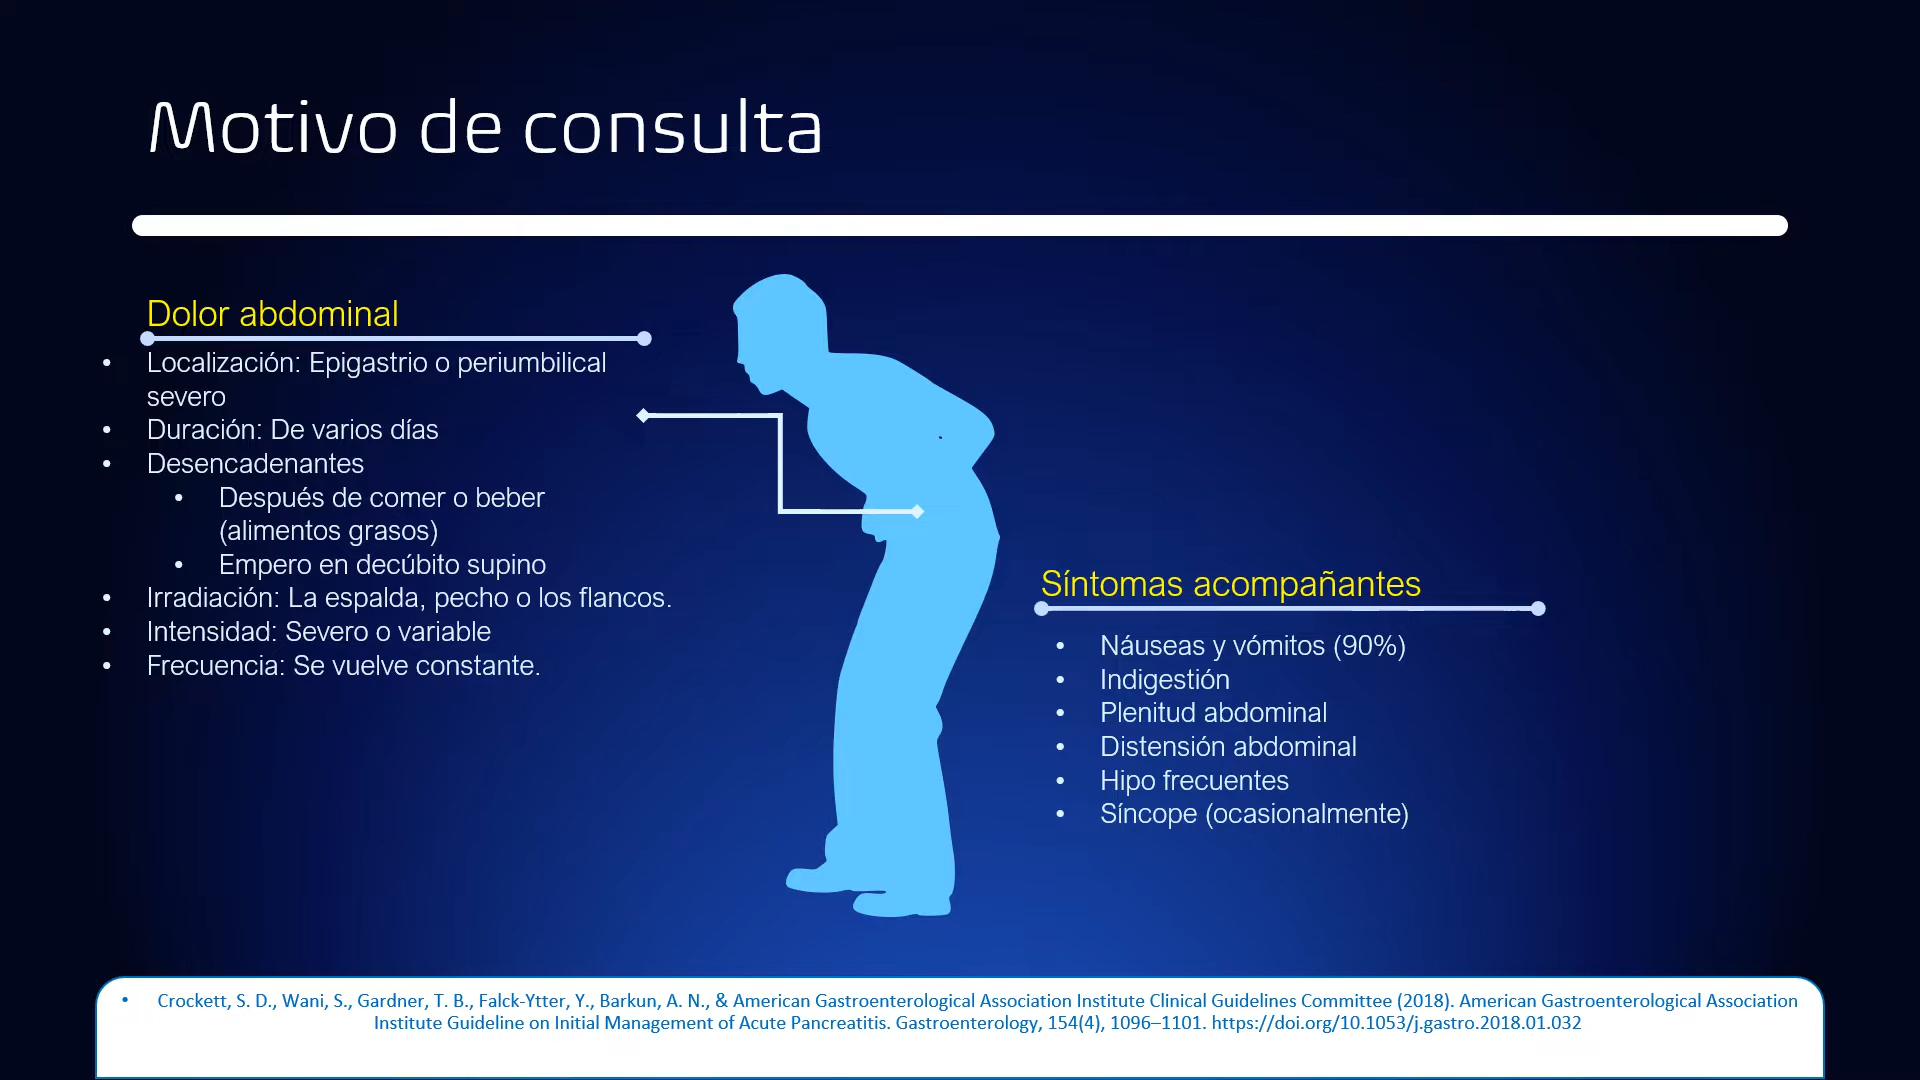 Motivo de consulta
Dolor abdominal
• Localización: Epigastrio o periumbilical
severo
• Duración: De varios días
• Desencadenantes
• Después de comer o beber
(alimentos grasos)
• Empero en decúbito supino
• Irradiación: La espalda, pecho o los flancos.
• Intensidad: Severo o variable
• Frecuencia: Se vuelve constante.
Síntomas acompañantes
• Náuseas y vómitos (90%)
• Indigestión
• Plenitud abdominal
• Distensión abdominal
• Hipo frecuentes
• Síncope (ocasionalmente)
• Crockett, S. D., Wani, S., Gardner, T. B., Falck-Ytter, Y., Barkun, A. N., & American Gastroenterological Association Institute Clinical Guidelines Committee (2018). American Gastroenterological Association
Institute Guideline on Initial Management of Acute Pancreatitis. Gastroenterology, 154(4), 1096–1101. https://doi.org/10.1053/j.gastro.2018.01.032